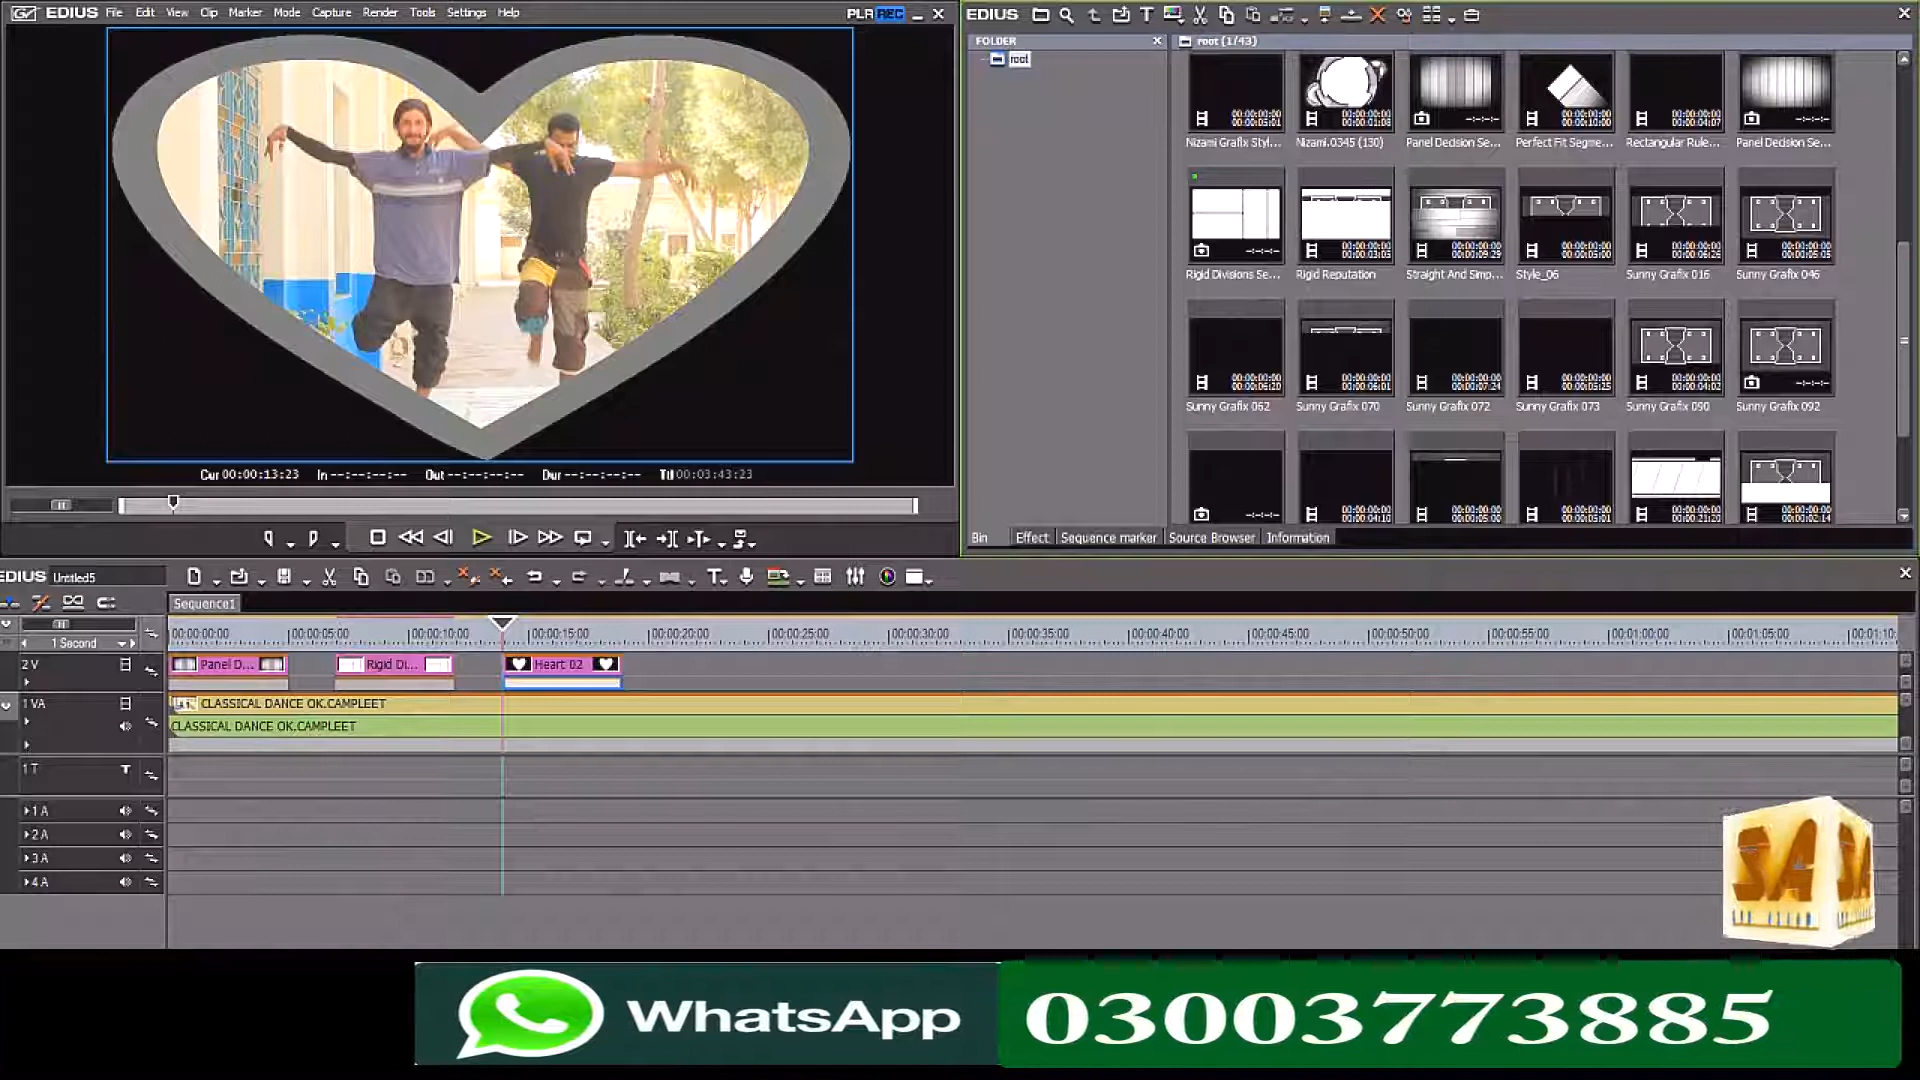 EDIUS File Edit View Clip Marker Mode Capture Render Tools Settings Help
PLR REC
Cur 00:00:13:23 In --:--:--:-- Out --:--:--:-- Dur --:--:--:-- Ttl 00:03:43:23
EDIUS
FOLDER
root
root (1/43)
Nizami Grafix Styl... Nizami.0345 (130) Panel Decision Se... Perfect Fit Segme... Rectangular Rule... Panel Decision Se...
Rigid Divisions Se... Rigid Reputation Straight And Simp... Style_06 Sunny Grafix 016 Sunny Grafix 046
Sunny Grafix 062 Sunny Grafix 070 Sunny Grafix 072 Sunny Grafix 073 Sunny Grafix 090 Sunny Grafix 092
Bin Effect Sequence marker Source Browser Information
EDIUS Untitled5
Sequence1
1 Second
00:00:00:00 00:00:05:00 00:00:10:00 00:00:15:00 00:00:20:00 00:00:25:00 00:00:30:00 00:00:35:00 00:00:40:00 00:00:45:00 00:00:50:00 00:00:55:00 00:01:00:00 00:01:05:00 00:01:10:
2 V Panel D... Rigid Di... Heart 02
1 VA CLASSICAL DANCE OK.CAMPLEET
CLASSICAL DANCE OK.CAMPLEET
1 T T
1 A
2 A
3 A
4 A
SA
WhatsApp 03003773885